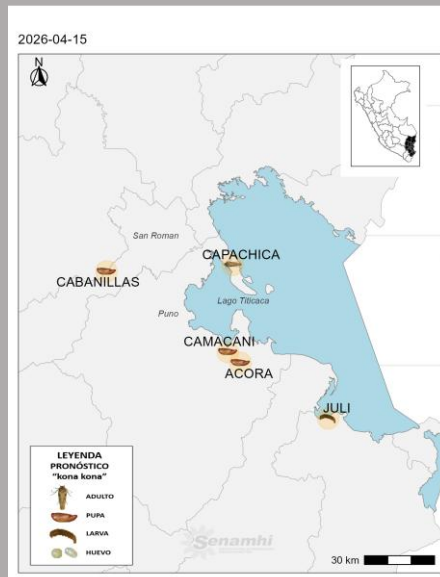 2026-04-15
N
San Roman
CAPACHICA
CABANILLAS
Lago Titicaca
Puno
CAMACANI
ACORA
JULI
LEYENDA
PRONÓSTICO
"kona kona"
ADULTO
PUPA
LARVA
HUEVO
Senamhi
30 km